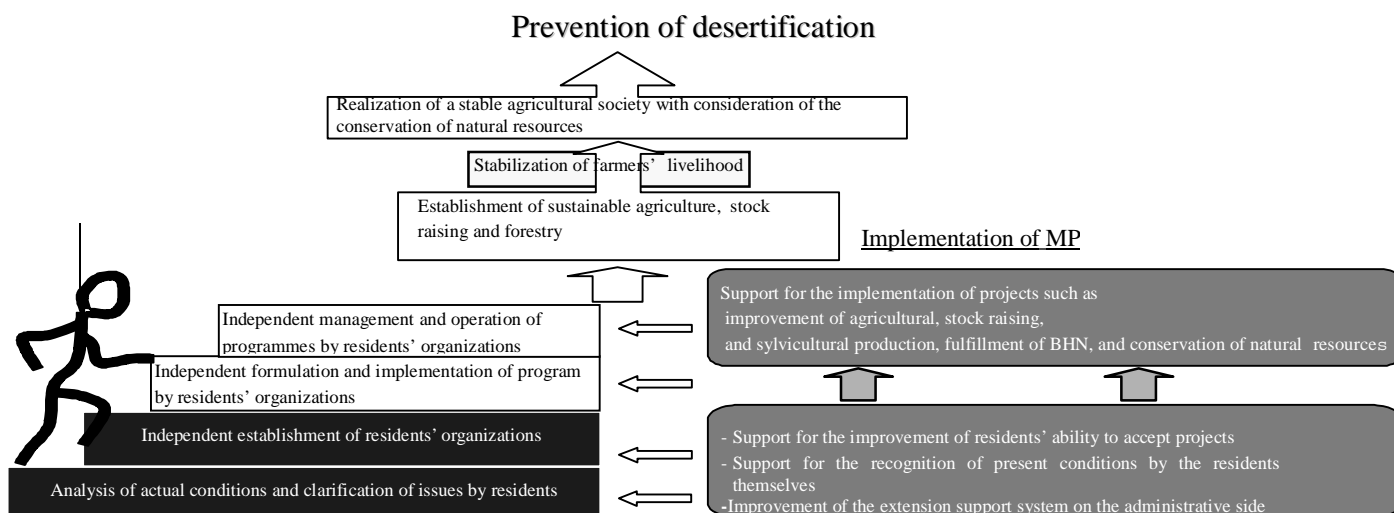 Prevention of desertification
Realization of a stable agricultural society with consideration of the
conservation of natural resources
Stabilization of farmers' livelihood
Establishment of sustainable agriculture, stock
raising and forestry
Implementation of MP
Support for the implementation of projects such as
improvement of agricultural, stock raising,
and sylvicultural production, fulfillment of BHN, and conservation of natural resources
Independent management and operation of
programmes by residents' organizations
Independent formulation and implementation of program
by residents' organizations
Independent establishment of residents' organizations
Analysis of actual conditions and clarification of issues by residents
- Support for the improvement of residents' ability to accept projects
- Support for the recognition of present conditions by the residents
themselves
-Improvement of the extension support system on the administrative side